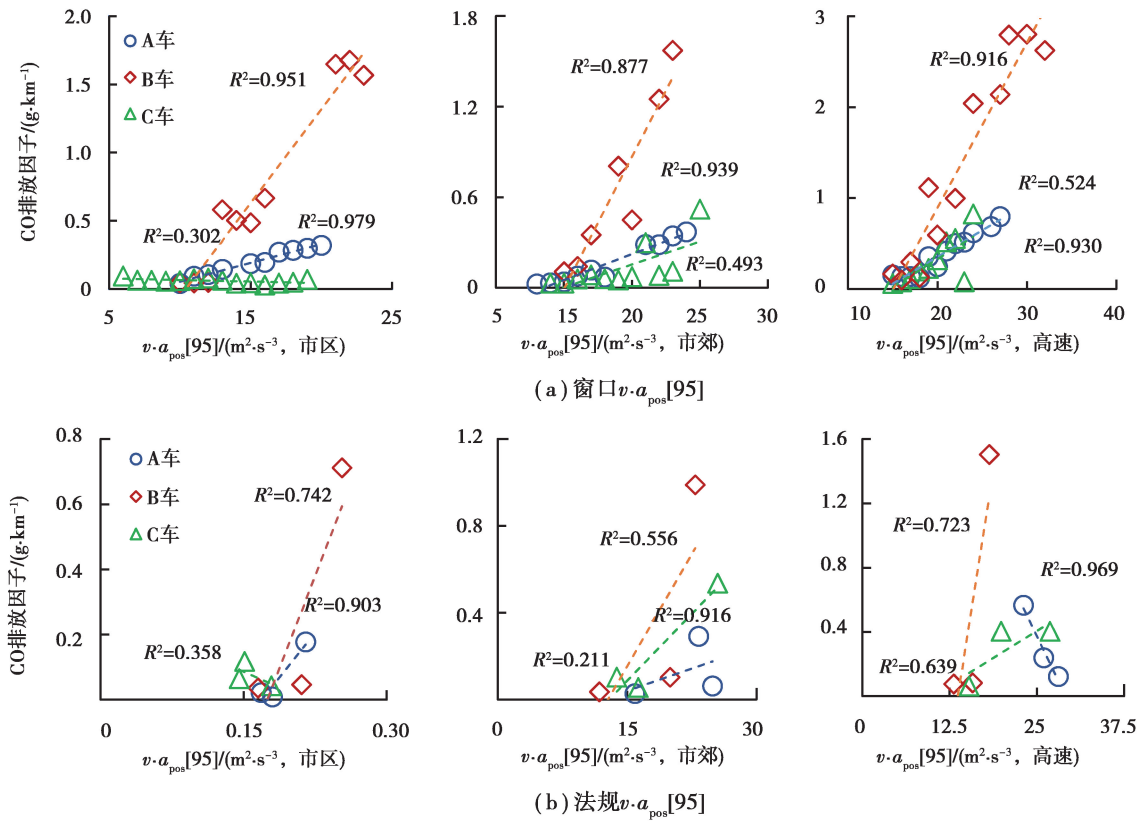 CO排放因子/(g·km⁻¹)
2.0
1.5
1.0
0.5
0
A车
B车
C车
R²=0.951
R²=0.302
R²=0.979
5
15
25
v·aₚₒₛ[95]/(m²·s⁻³, 市区)
1.8
1.2
0.6
0
R²=0.877
R²=0.939
R²=0.493
5
15
15
20
25
30
v·aₚₒₛ[95]/(m²·s⁻³, 市郊)
3
2
1
0
R²=0.916
R²=0.524
R²=0.930
10
20
30
40
v·aₚₒₛ[95]/(m²·s⁻³, 高速)
(a)窗口v·aₚₒₛ[95]
CO排放因子/(g·km⁻¹)
0.8
0.6
0.4
0.2
A车
B车
C车
R²=0.742
R²=0.903
R²=0.358
0
0.15
0.30
v·aₚₒₛ[95]/(m²·s⁻³, 市区)
1.2
0.8
0.4
R²=0.556
R²=0.916
R²=0.211
0
15
30
v·aₚₒₛ[95]/(m²·s⁻³, 市郊)
1.6
1.2
0.8
0.4
R²=0.723
R²=0.969
R²=0.639
0
12.5
25
37.5
v·aₚₒₛ[95]/(m²·s⁻³, 高速)
(b)法规v·aₚₒₛ[95]